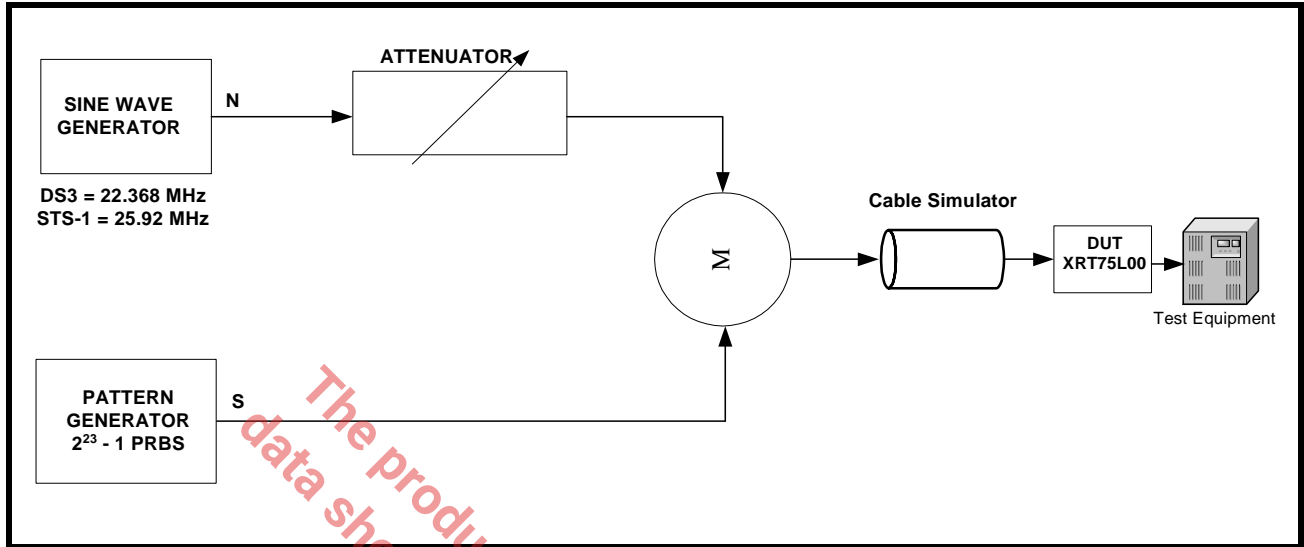 ATTENUATOR
SINE WAVE
GENERATOR
N
DS3 = 22.368 MHz
STS-1 = 25.92 MHz
M
Cable Simulator
DUT
XRT75L00
Test Equipment
PATTERN
GENERATOR
2²³ - 1 PRBS
S
The produ
data she